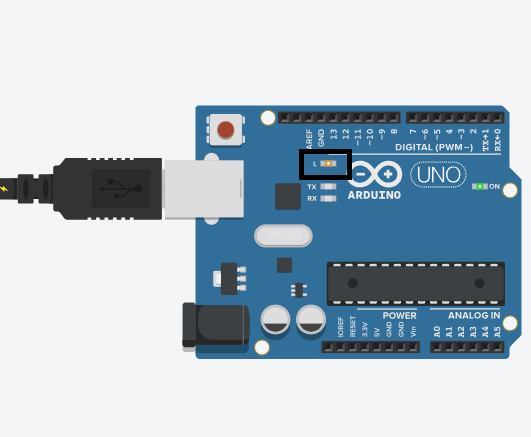 AREF
GND
13
12
~11
~10
~9
8
7
~6
~5
4
~3
2
TX→1
RX←0
DIGITAL (PWM~)
L
TX
RX
ARDUINO
UNO
ON
IOREF
RESET
3.3V
5V
GND
GND
Vin
POWER
ANALOG IN
A0
A1
A2
A3
A4
A5